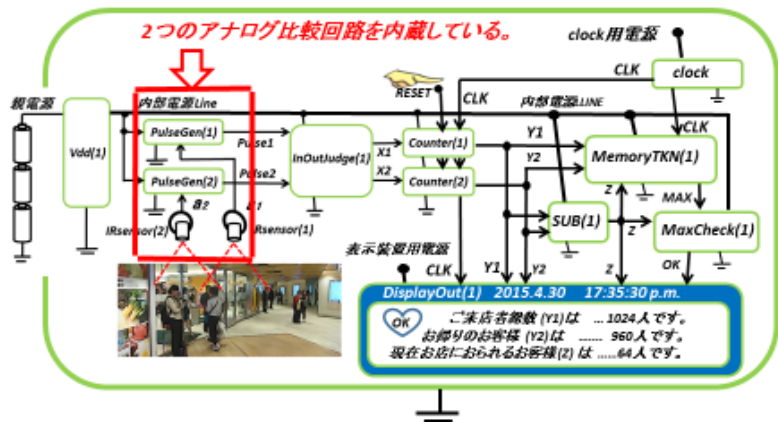 2つのアナログ比較回路を内蔵している。
clock用電源
CLK
clock
親電源
内部電源Line
RESET
CLK
内部電源LINE
CLK
Vdd(1)
PulseGen(1)
Pulse1
InOutJudge(1)
X1
Counter(1)
Y1
MemoryTKN(1)
PulseGen(2)
Pulse2
X2
Counter(2)
Y2
Z
MAX
a2
a1
IRsensor(2)
IRsensor(1)
SUB(1)
Z
MaxCheck(1)
表示装置用電源
CLK
Y1
Y2
Z
OK
DisplayOut(1) 2015.4.30 17:35:30 p.m.
OK
ご来店者総数 (Y1)は ...1024人です。
お帰りのお客様 (Y2)は ...... 960人です。
現在お店におられるお客様(Z) は .....64人です。